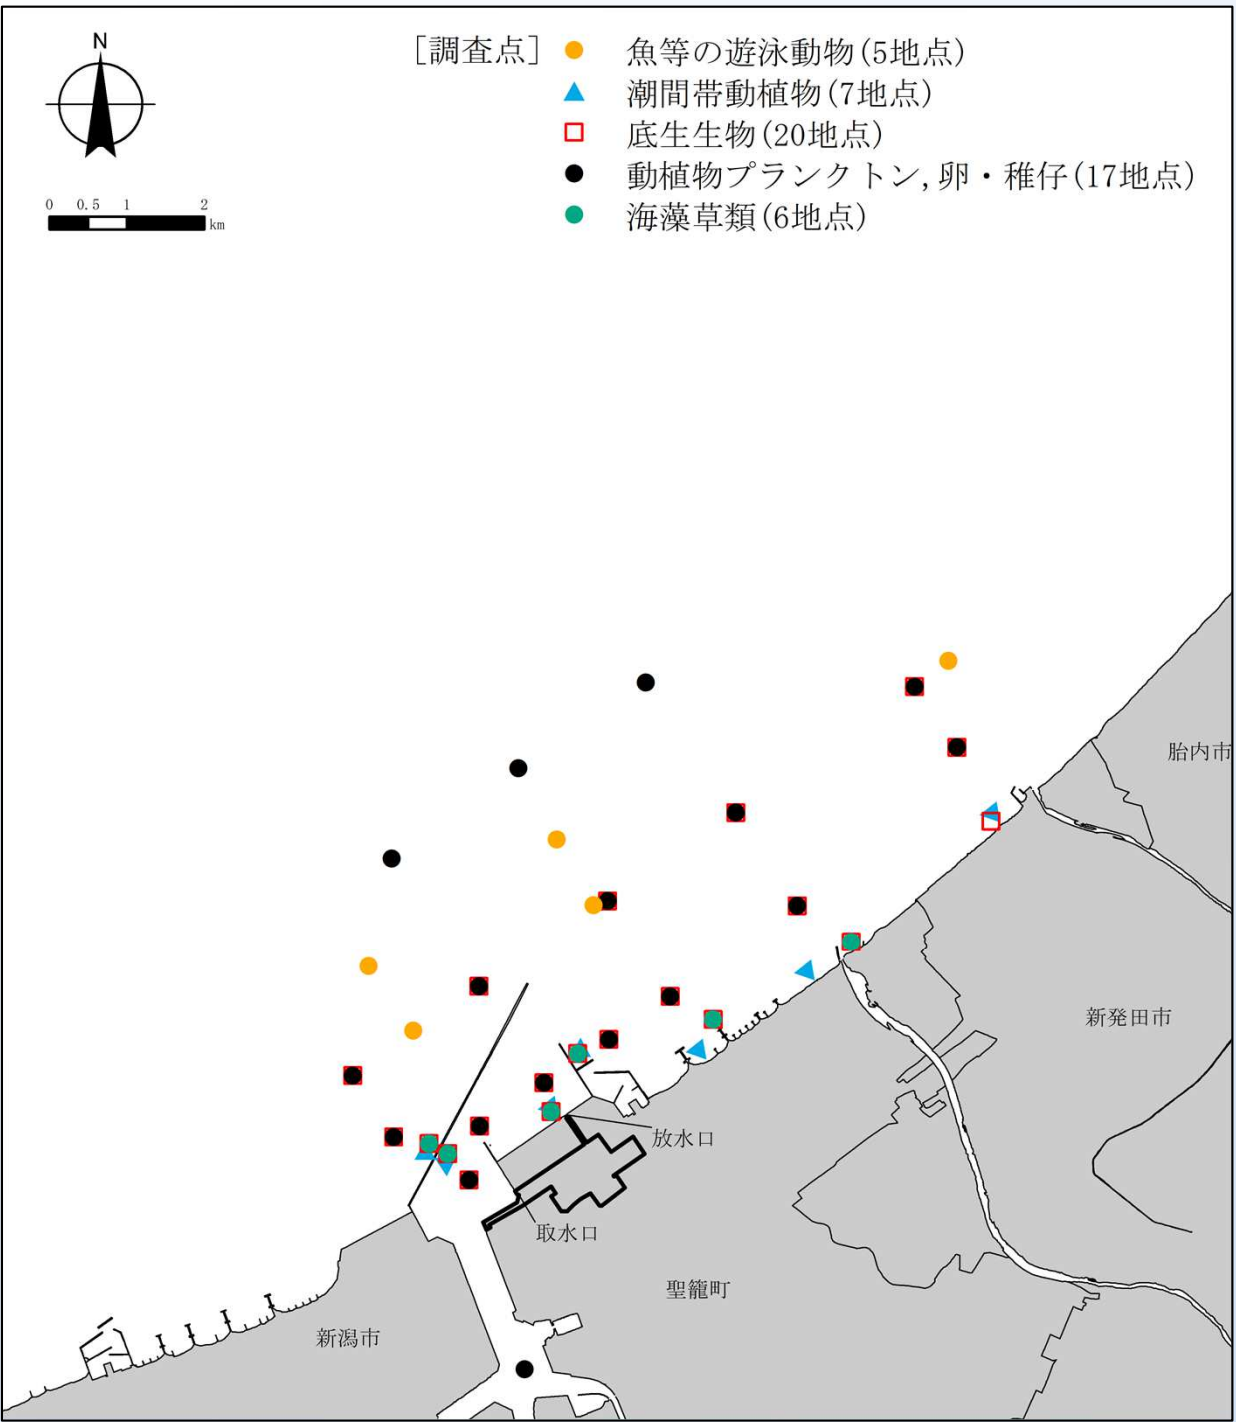 N
0 0.5 1 2
km
[調査点] 魚等の遊泳動物(5地点)
潮間帯動植物(7地点)
底生生物(20地点)
動植物プランクトン,卵・稚仔(17地点)
海藻草類(6地点)
胎内市
新発田市
放水口
取水口
聖籠町
新潟市